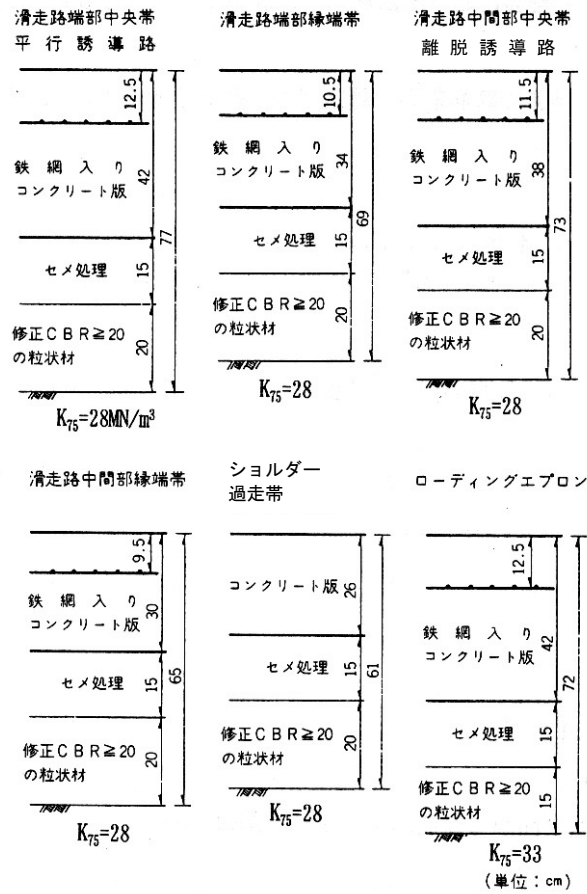 滑走路端部中央帯
平行誘導路
12.5
鉄網入り
コンクリート版
42
77
セメ処理
15
修正CBR≧20
の粒状材
20
K75=28MN/m³
滑走路端部縁端帯
10.5
鉄網入り
コンクリート版
34
69
セメ処理
15
修正CBR≧20
の粒状材
20
K75=28
滑走路中間部中央帯
離脱誘導路
11.5
鉄網入り
コンクリート版
38
73
セメ処理
15
修正CBR≧20
の粒状材
20
K75=28
滑走路中間部縁端帯
9.5
鉄網入り
コンクリート版
30
65
セメ処理
15
修正CBR≧20
の粒状材
20
K75=28
ショルダー
過走帯
コンクリート版
26
61
セメ処理
15
修正CBR≧20
の粒状材
20
K75=28
ローディングエプロン
12.5
鉄網入り
コンクリート版
42
72
セメ処理
15
修正CBR≧20
の粒状材
15
K75=33
(単位:cm)